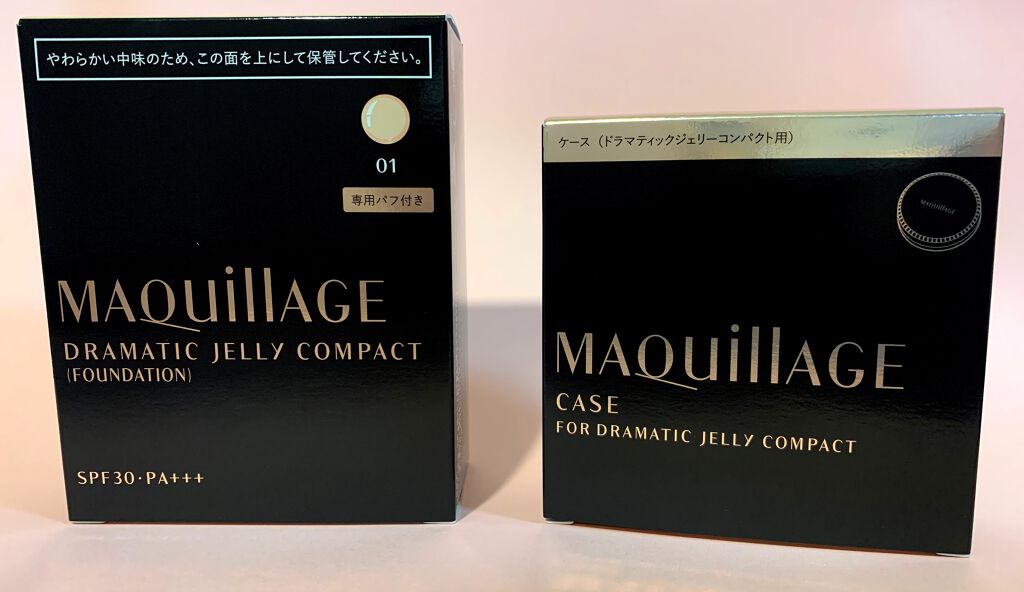 やわらかい中味のため、この面を上にして保管してください。
01
専用パフ付き
MAQuillAGE
DRAMATIC JELLY COMPACT
(FOUNDATION)
SPF30・PA+++
ケース(ドラマティックジェリーコンパクト用)
MAQuillAGE
MAQuillAGE
CASE
FOR DRAMATIC JELLY COMPACT